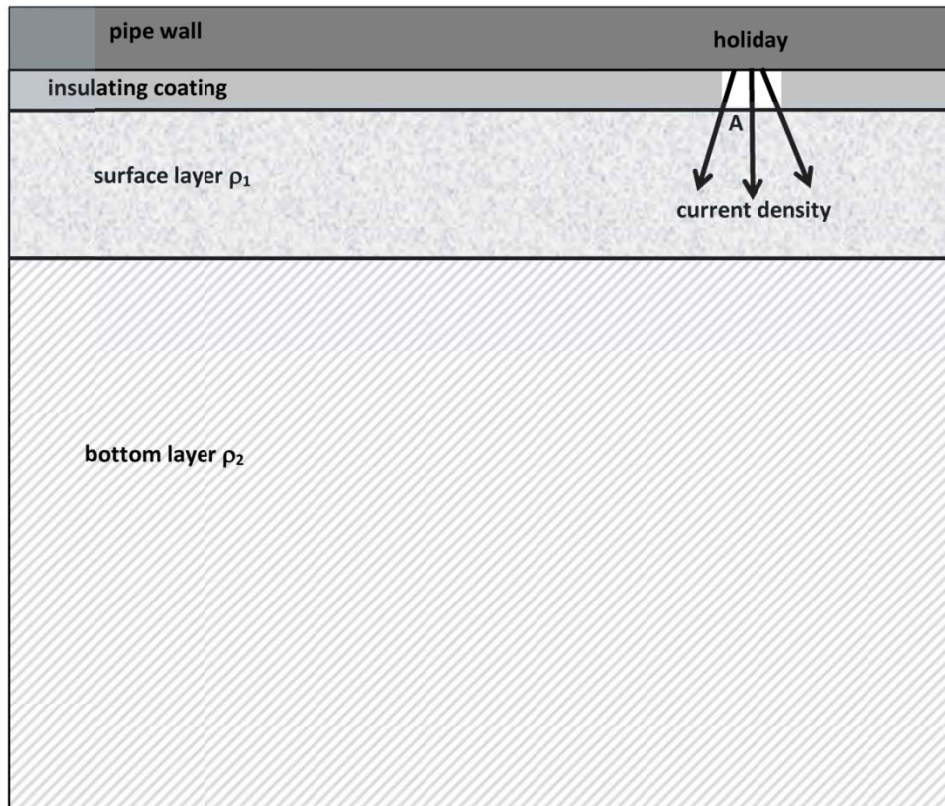 pipe wall
holiday
insulating coating
A
surface layer ρ₁
current density
bottom layer ρ₂